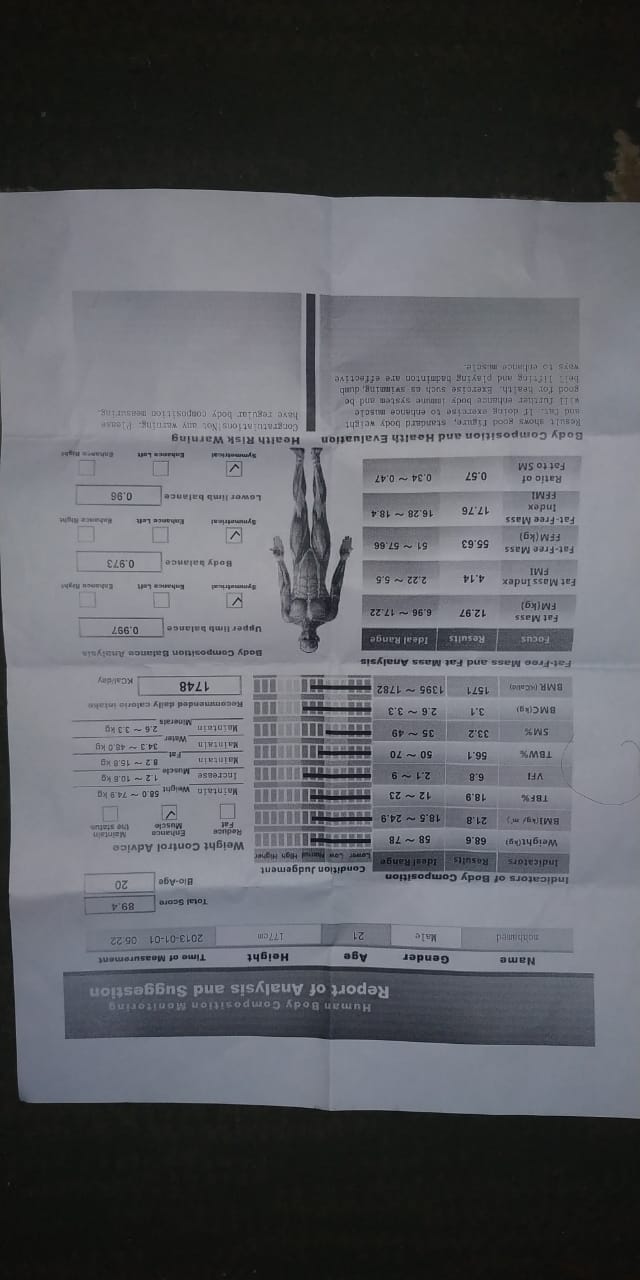 Human Body Composition Monitoring
Report of Analysis and Suggestion
Name Gender Age Height Time of Measurement
mohhamed Male 21 177cm 2013-01-01 05:22
Total Score 89.4
Bio-Age 20
Indicators of Body Composition
Condition Judgement
Indicators Results Ideal Range Lower Low Normal High Higher
Weight(kg) 68.6 58 ~ 78
BMI(kg/m²) 21.8 18.5 ~ 24.9
TBF% 18.9 12 ~ 23
VFI 6.8 2.1 ~ 9
TBW% 56.1 50 ~ 70
SM% 33.2 35 ~ 49
BMC(kg) 3.1 2.6 ~ 3.3
BMR(KCal/d) 1571 1395 ~ 1782
Weight Control Advice
Reduce Fat
Enhance Muscle
Maintain the status
Maintain Weight 58.0 ~ 74.9 kg
Increase Muscle 1.2 ~ 10.8 kg
Maintain Fat 8.2 ~ 15.8 kg
Maintain Water 34.3 ~ 48.0 kg
Maintain Minerals 2.6 ~ 3.3 kg
Recommended daily calorie intake
1748 KCal/day
Fat-Free Mass and Fat Mass Analysis
Focus Results Ideal Range
Fat Mass FM(kg) 12.97 6.96 ~ 17.22
Fat Mass Index FMI 4.14 2.22 ~ 5.5
Fat-Free Mass FFM(kg) 55.63 51 ~ 57.66
Fat-Free Mass Index FFMI 17.76 16.28 ~ 18.4
Ratio of Fat to SM 0.57 0.34 ~ 0.47
Body Composition Balance Analysis
Upper limb balance 0.997
Symmetrical Enhance Left Enhance Right
Body balance 0.973
Symmetrical Enhance Left Enhance Right
Lower limb balance 0.96
Symmetrical Enhance Left Enhance Right
Body Composition and Health Evaluation
Result shows good figure, standard body weight
and fat. If doing exercise to enhance muscle
will further enhance body immune system and be
good for health. Exercise such as swimming,dumb
bell lifting and playing badminton are effective
ways to enhance muscle.
Health Risk Warning
Congratulations!Not any warning. Please
have regular body composition measuring.